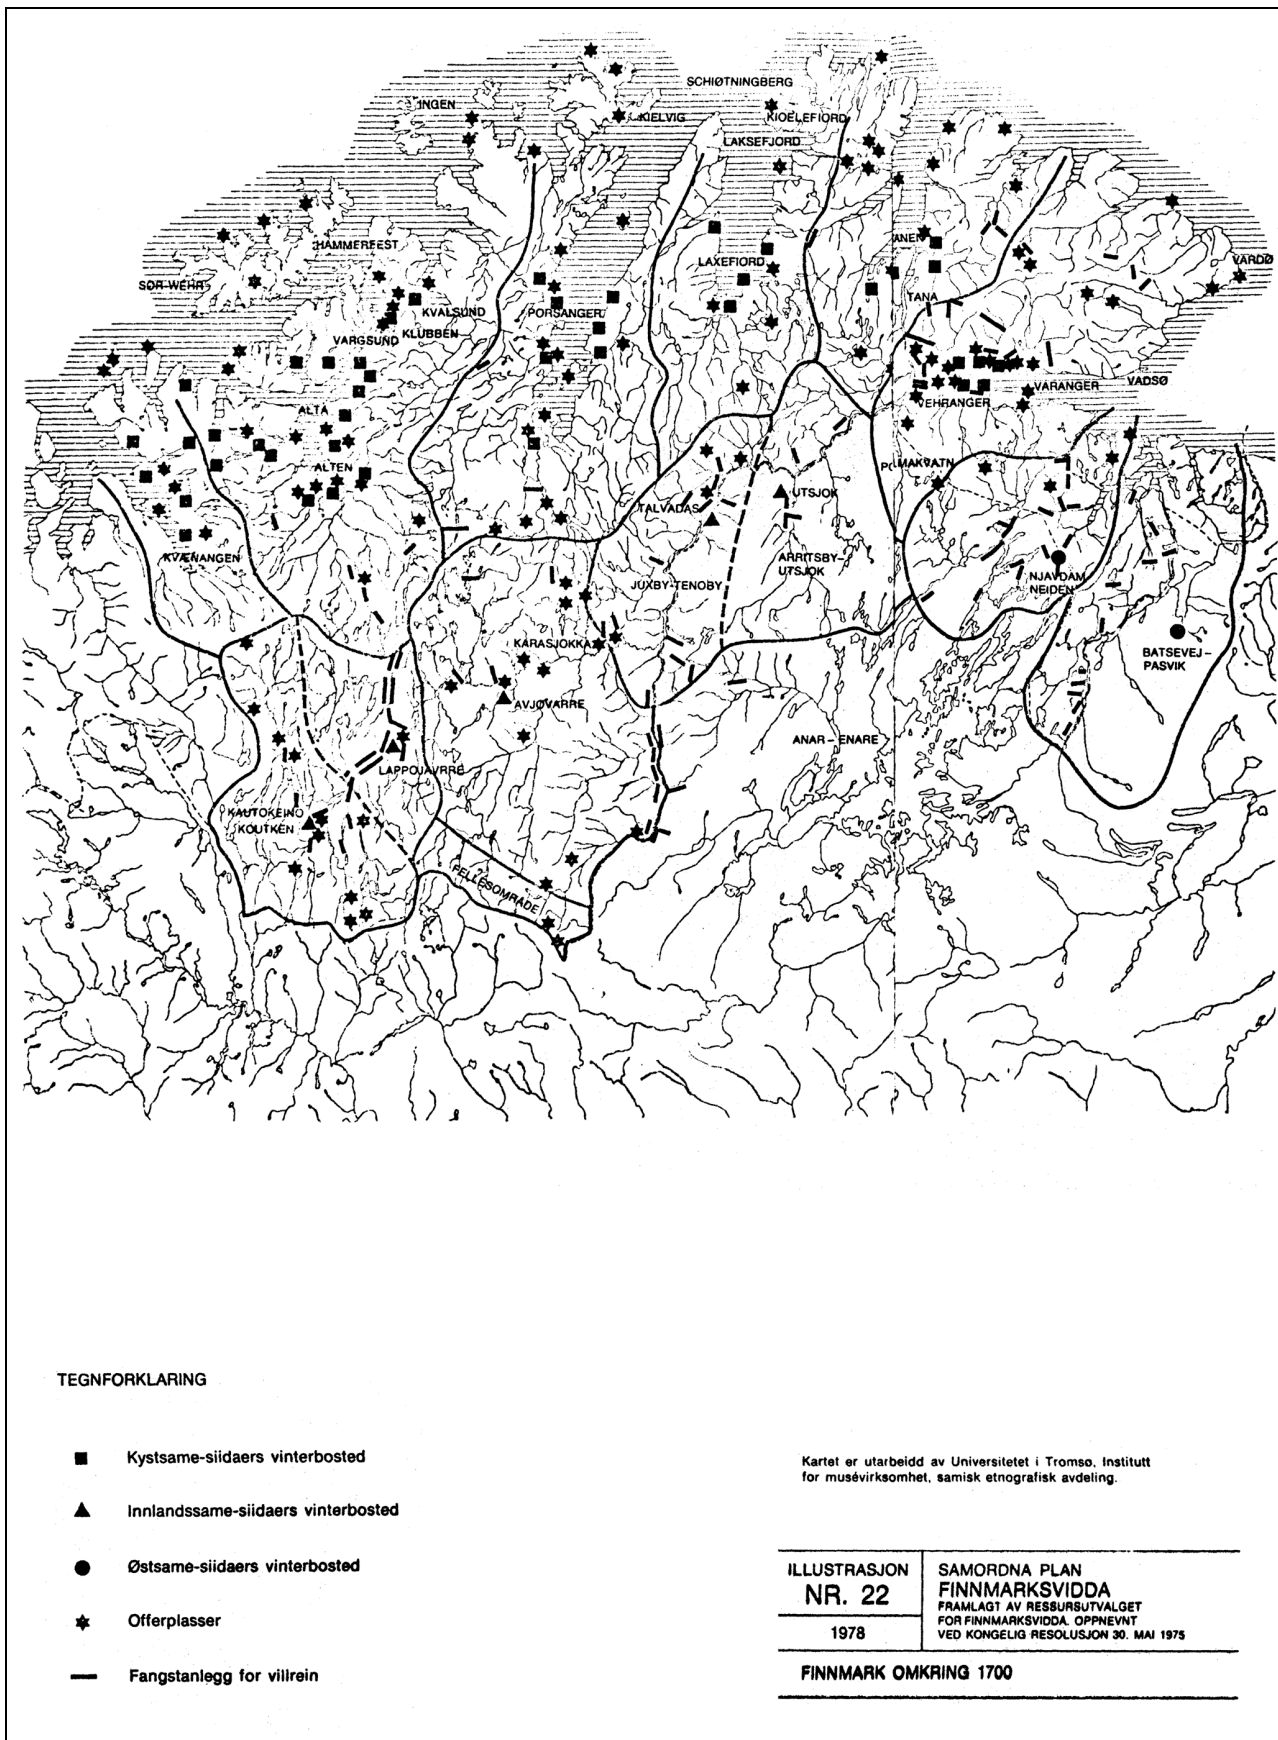 SCHIØTNINGBERG
INGEN
KIELVIG
KIOELEFJORD
LAKSEFJORD
HAMMERFEST
ANEN
LAXEFIORD
VARDØ
SØR-WEHR
KVALSUND
PORSANGER
TANA
KLUBBEN
VARGSUND
VARANGER
VADSØ
VEHRANGER
ALTA
ALTEN
POLMAKVATN
UTSJOK
TALVADAS
KVÆNANGEN
ARRITSBY-
UTSJOK
JUXBY-TENOBY
NJAVDAM
NEIDEN
KARASJOKKA
BATSEVEJ-
PASVIK
AVJØVARRE
ANAR-ENARE
LAPPOJAVRRE
KAUTOKEINO
KOUTKEN
FELLESOMRÅDE
TEGNFORKLARING
Kystsame-siidaers vinterbosted
Innlandssame-siidaers vinterbosted
Østsame-siidaers vinterbosted
Offerplasser
Fangstanlegg for villrein
Kartet er utarbeidd av Universitetet i Tromsø, Institutt
for musévirksomhet, samisk etnografisk avdeling.
ILLUSTRASJON
NR. 22
1978
SAMORDNA PLAN
FINNMARKSVIDDA
FRAMLAGT AV RESSURSUTVALGET
FOR FINNMARKSVIDDA. OPPNEVNT
VED KONGELIG RESOLUSJON 30. MAI 1975
FINNMARK OMKRING 1700